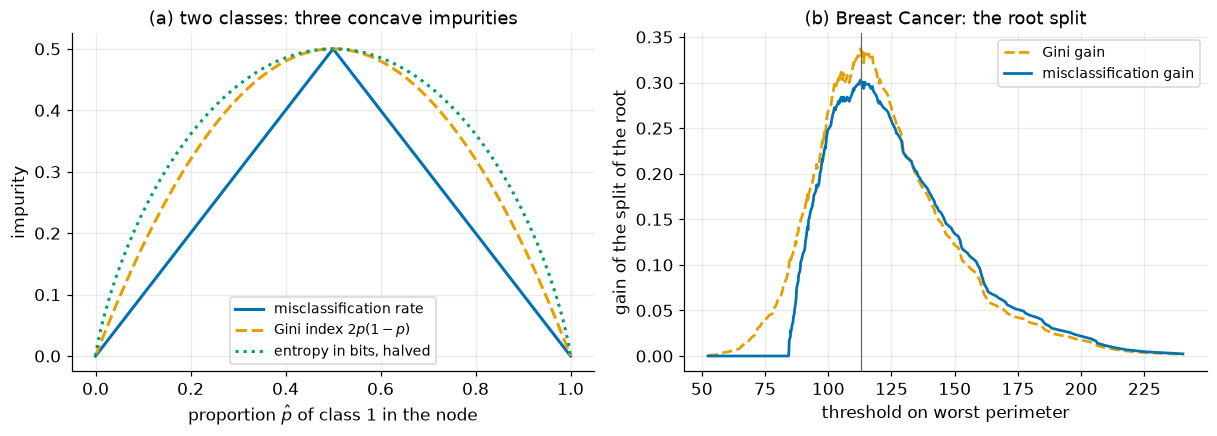 (a) two classes: three concave impurities
impurity
0.5
0.4
0.3
0.2
0.1
0.0
misclassification rate
Gini index 2p(1 − p)
entropy in bits, halved
0.0 0.2 0.4 0.6 0.8 1.0
proportion p̂ of class 1 in the node
(b) Breast Cancer: the root split
gain of the split of the root
0.35
0.30
0.25
0.20
0.15
0.10
0.05
0.00
Gini gain
misclassification gain
50 75 100 125 150 175 200 225
threshold on worst perimeter